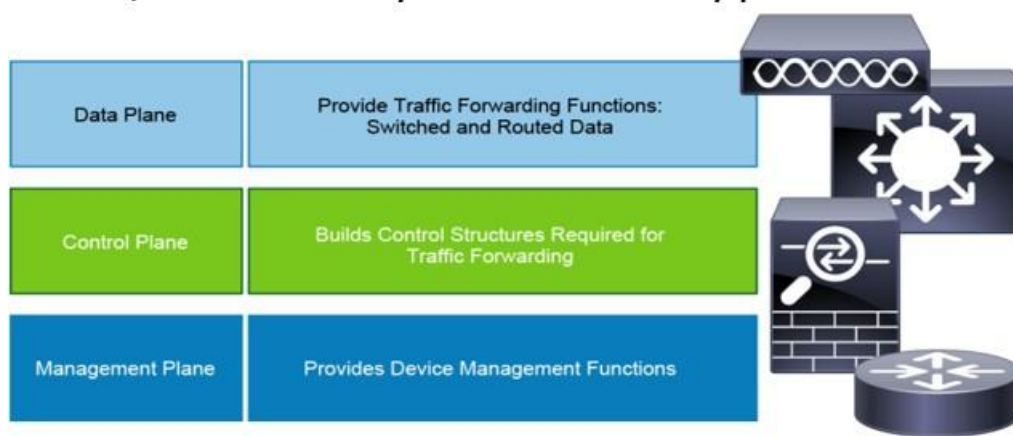 Data Plane
Provide Traffic Forwarding Functions:
Switched and Routed Data
Control Plane
Builds Control Structures Required for
Traffic Forwarding
Management Plane
Provides Device Management Functions